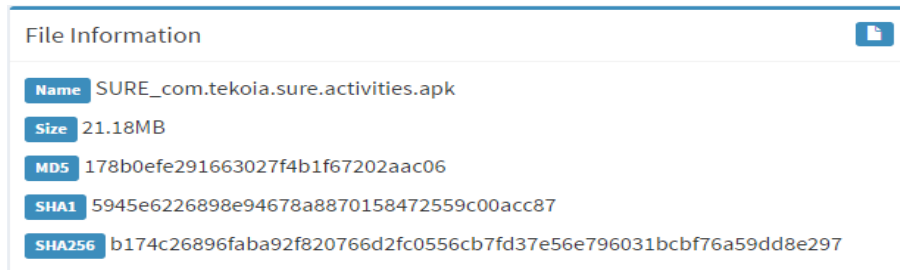 File Information
Name SURE_com.tekoia.sure.activities.apk
Size 21.18MB
MD5 178b0efe291663027f4b1f67202aac06
SHA1 5945e6226898e94678a8870158472559c00acc87
SHA256 b174c26896faba92f820766d2fc0556cb7fd37e56e796031bcbf76a59dd8e297